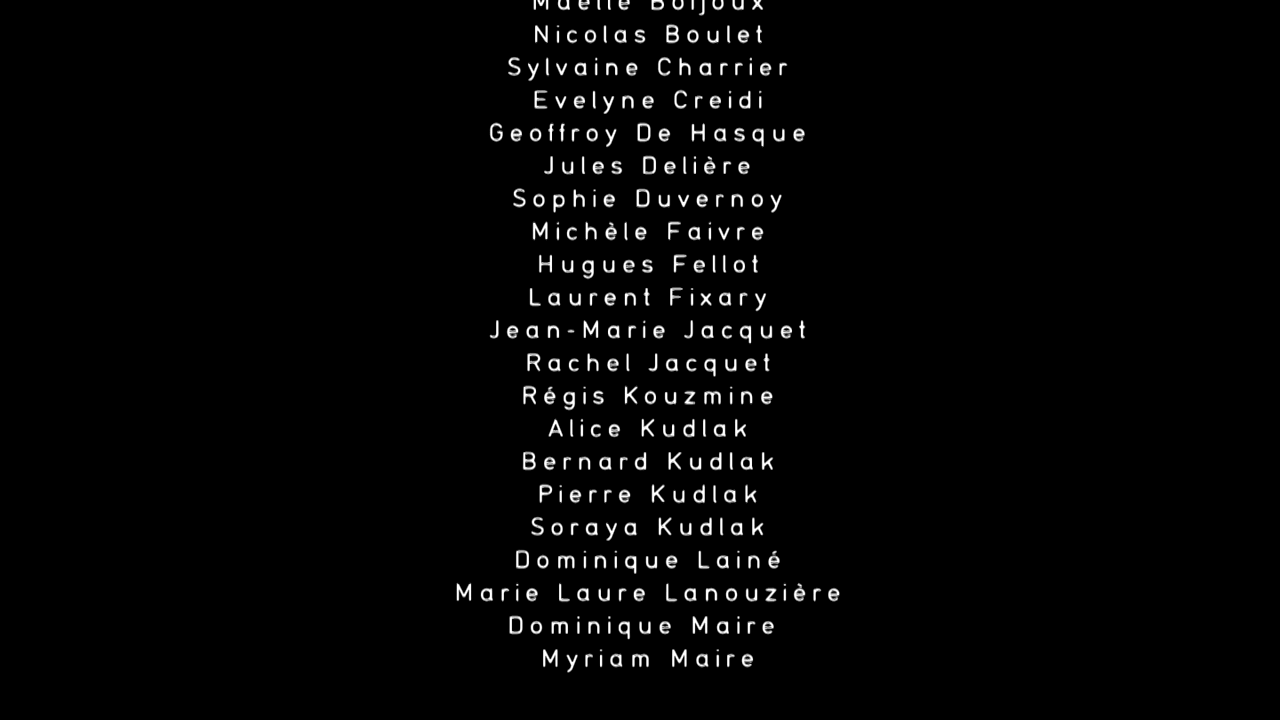 Maëlle Boijoux
Nicolas Boulet
Sylvaine Charrier
Evelyne Creidi
Geoffroy De Hasque
Jules Delière
Sophie Duvernoy
Michèle Faivre
Hugues Fellot
Laurent Fixary
Jean-Marie Jacquet
Rachel Jacquet
Régis Kouzmine
Alice Kudlak
Bernard Kudlak
Pierre Kudlak
Soraya Kudlak
Dominique Lainé
Marie Laure Lanouzière
Dominique Maire
Myriam Maire